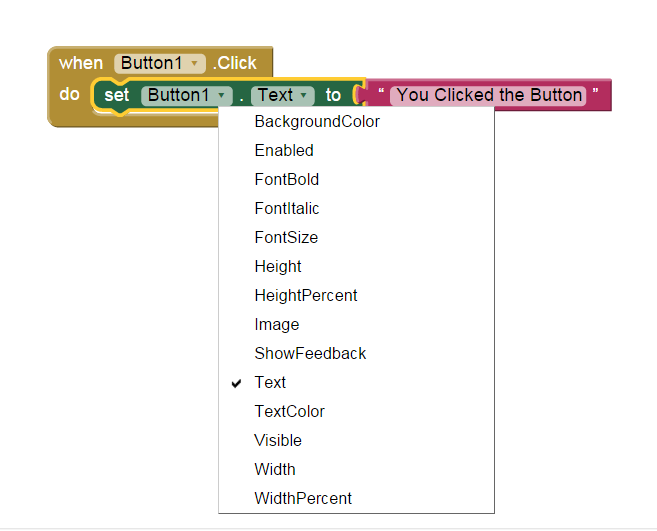 when Button1 .Click
do set Button1 . Text to “ You Clicked the Button ”
BackgroundColor
Enabled
FontBold
FontItalic
FontSize
Height
HeightPercent
Image
ShowFeedback
Text
TextColor
Visible
Width
WidthPercent